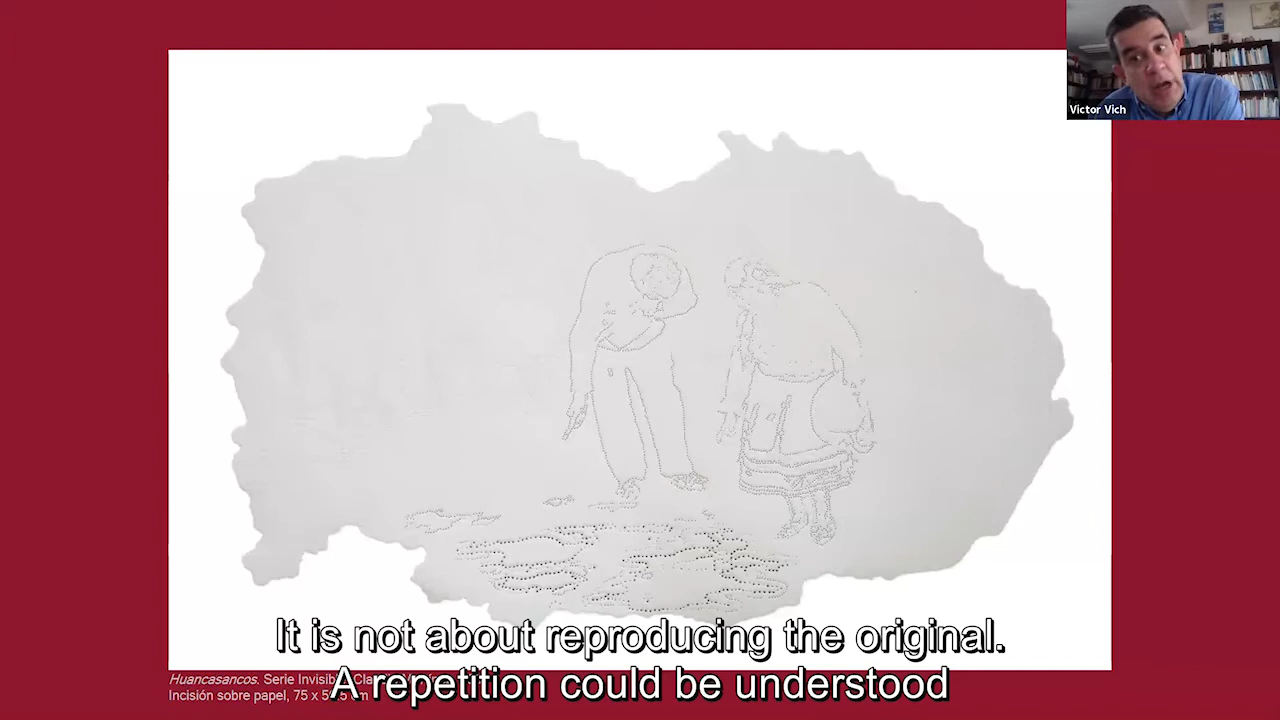 Victor Vich
It is not about reproducing the original.
A repetition could be understood
Huancasancos. Serie Invisib
Incisión sobre papel, 75 x